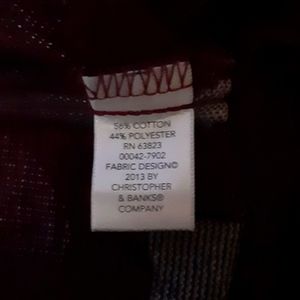 56% COTTON
44% POLYESTER
RN 63823
00042-7902
FABRIC DESIGN©
2013 BY
CHRISTOPHER
& BANKS®
COMPANY